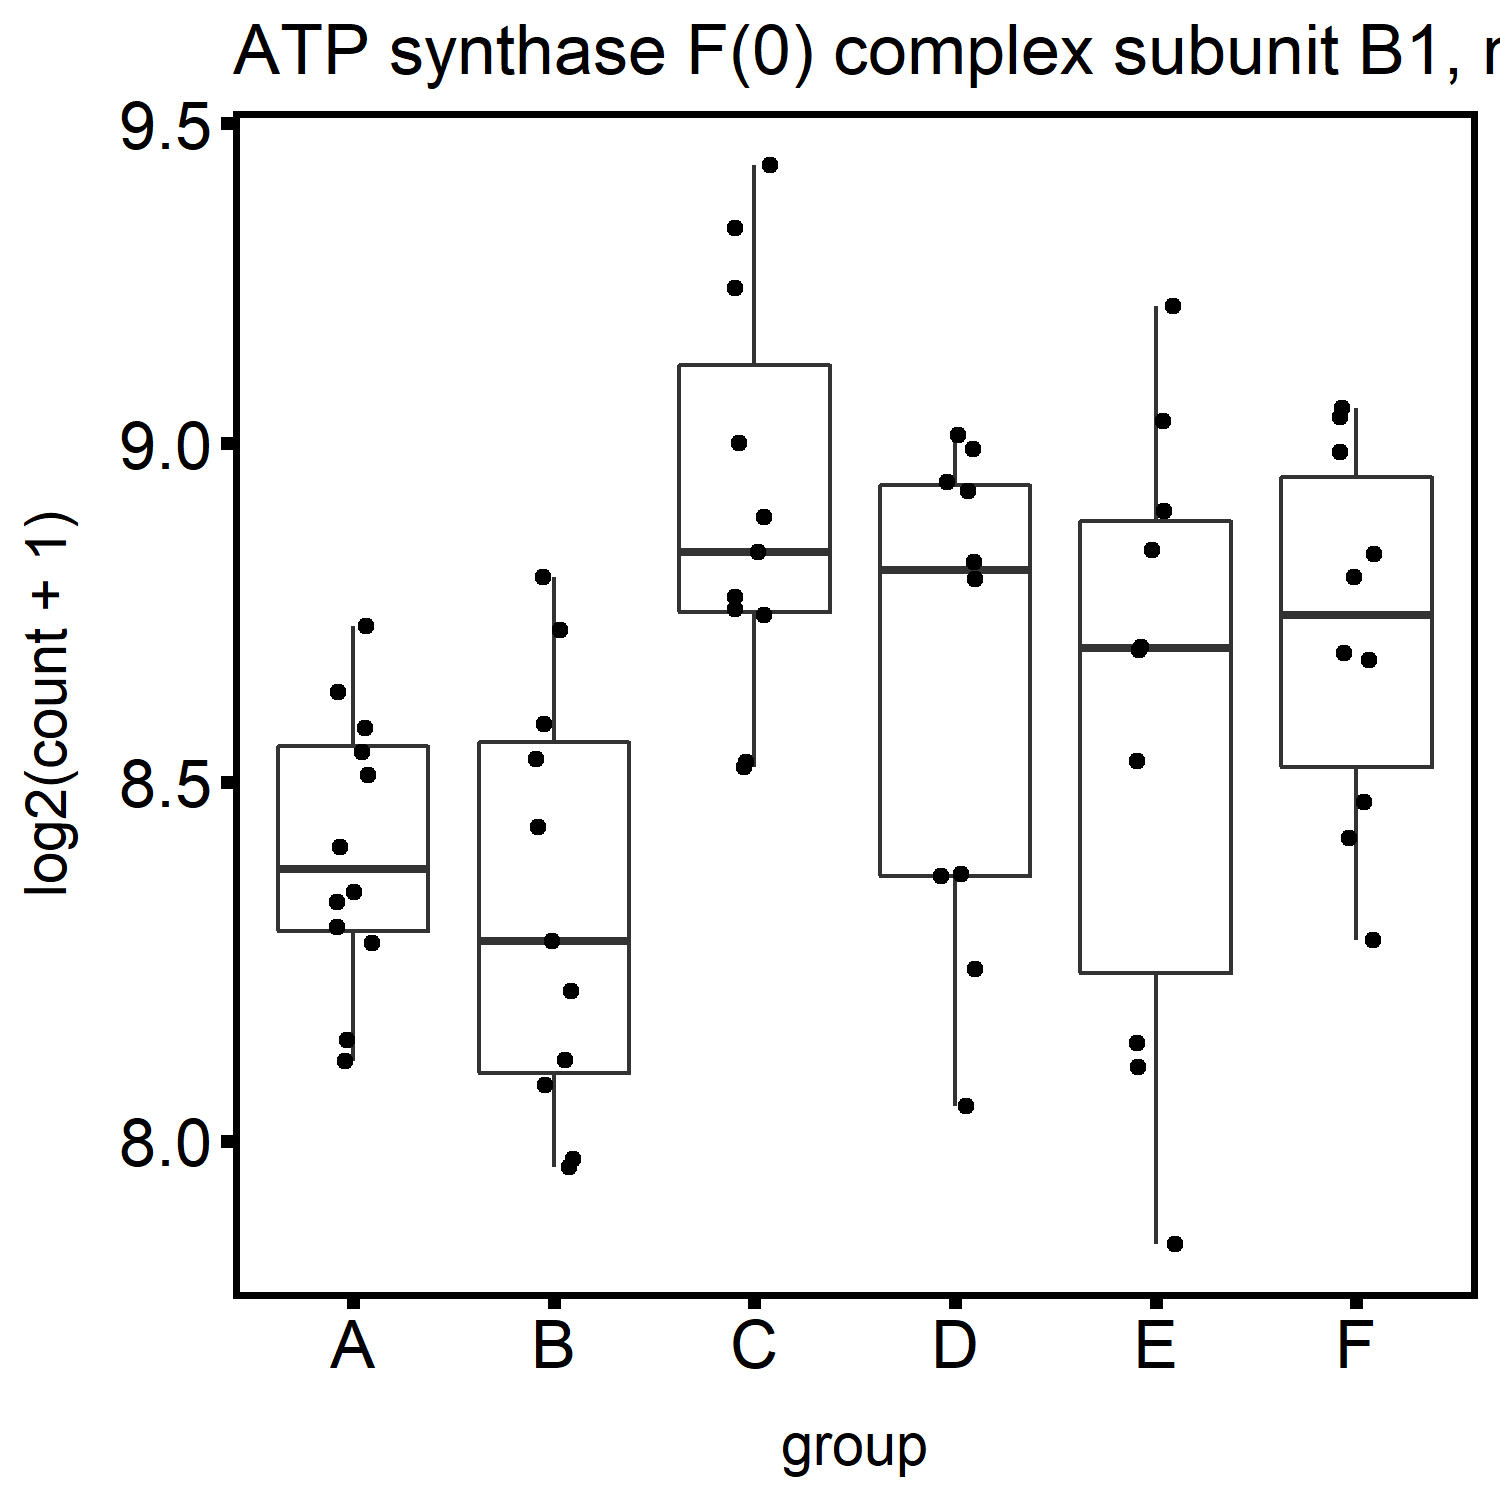 ATP synthase F(0) complex subunit B1,
9.5
9.0
8.5
8.0
log2(count + 1)
A B C D E F
group